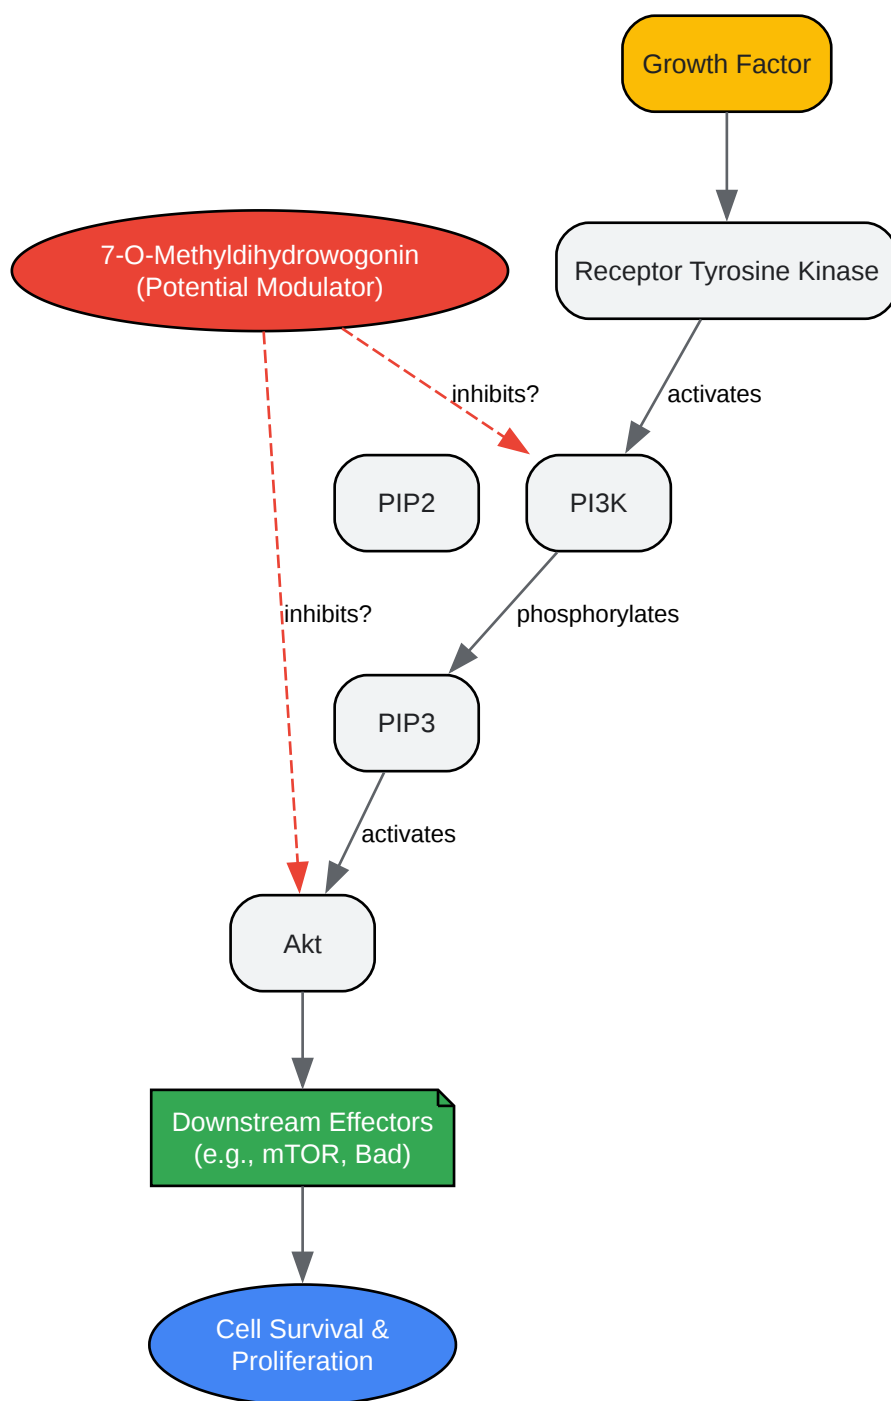 Growth Factor
7-O-Methyldihydrowogonin
(Potential Modulator)
Receptor Tyrosine Kinase
inhibits?
activates
PIP2
PI3K
inhibits?
phosphorylates
PIP3
activates
Akt
Downstream Effectors
(e.g., mTOR, Bad)
Cell Survival &
Proliferation